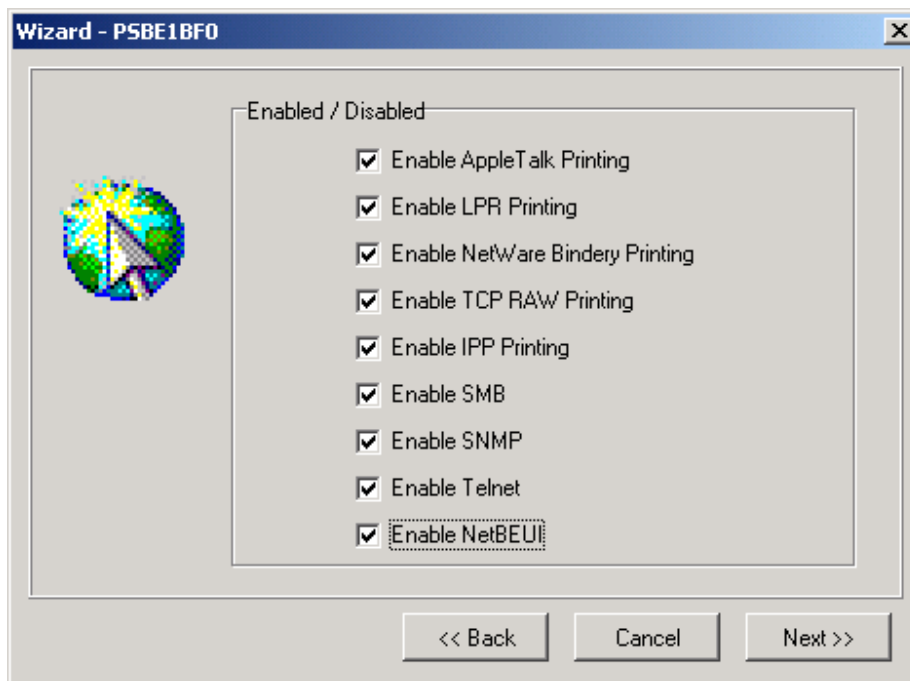 Wizard - PSBE1BF0
Enabled / Disabled
Enable AppleTalk Printing
Enable LPR Printing
Enable NetWare Bindery Printing
Enable TCP RAW Printing
Enable IPP Printing
Enable SMB
Enable SNMP
Enable Telnet
Enable NetBEUI
<< Back
Cancel
Next >>